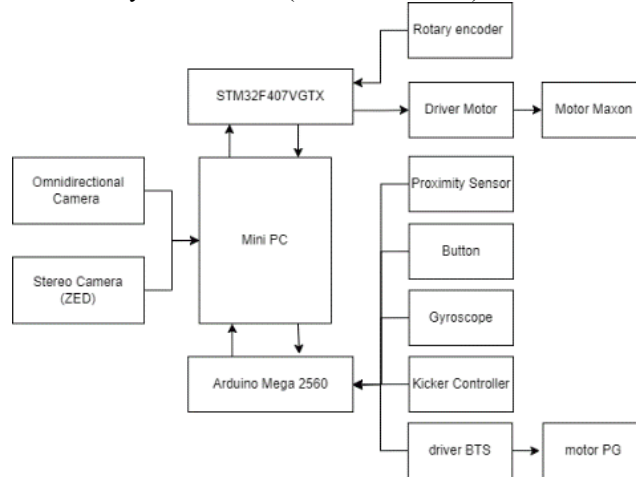 Rotary encoder
STM32F407VGTX
Driver Motor
Motor Maxon
Omnidirectional
Camera
Proximity Sensor
Mini PC
Button
Stereo Camera
(ZED)
Gyroscope
Arduino Mega 2560
Kicker Controller
driver BTS
motor PG